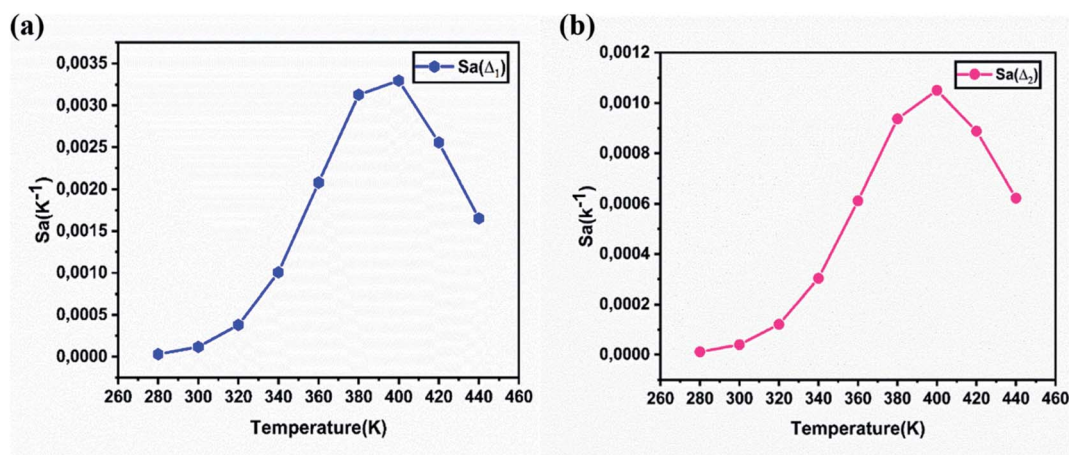 (a)
Sa(Δ₁)
Sa(K⁻¹)
0,0035
0,0030
0,0025
0,0020
0,0015
0,0010
0,0005
0,0000
260 280 300 320 340 360 380 400 420 440 460
Temperature(K)
(b)
Sa(Δ₂)
Sa(k⁻¹)
0,0012
0,0010
0,0008
0,0006
0,0004
0,0002
0,0000
260 280 300 320 340 360 380 400 420 440 460
Temperature(K)